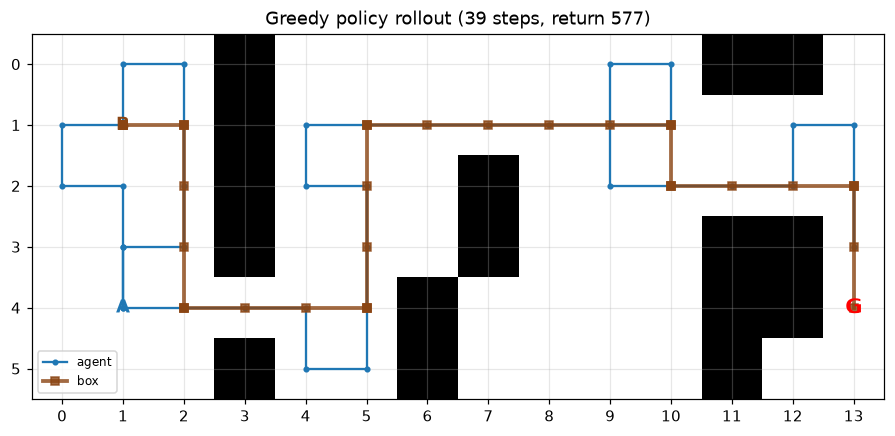 Greedy policy rollout (39 steps, return 577)
0
1
2
3
4
5
B
A
G
agent
box
0 1 2 3 4 5 6 7 8 9 10 11 12 13